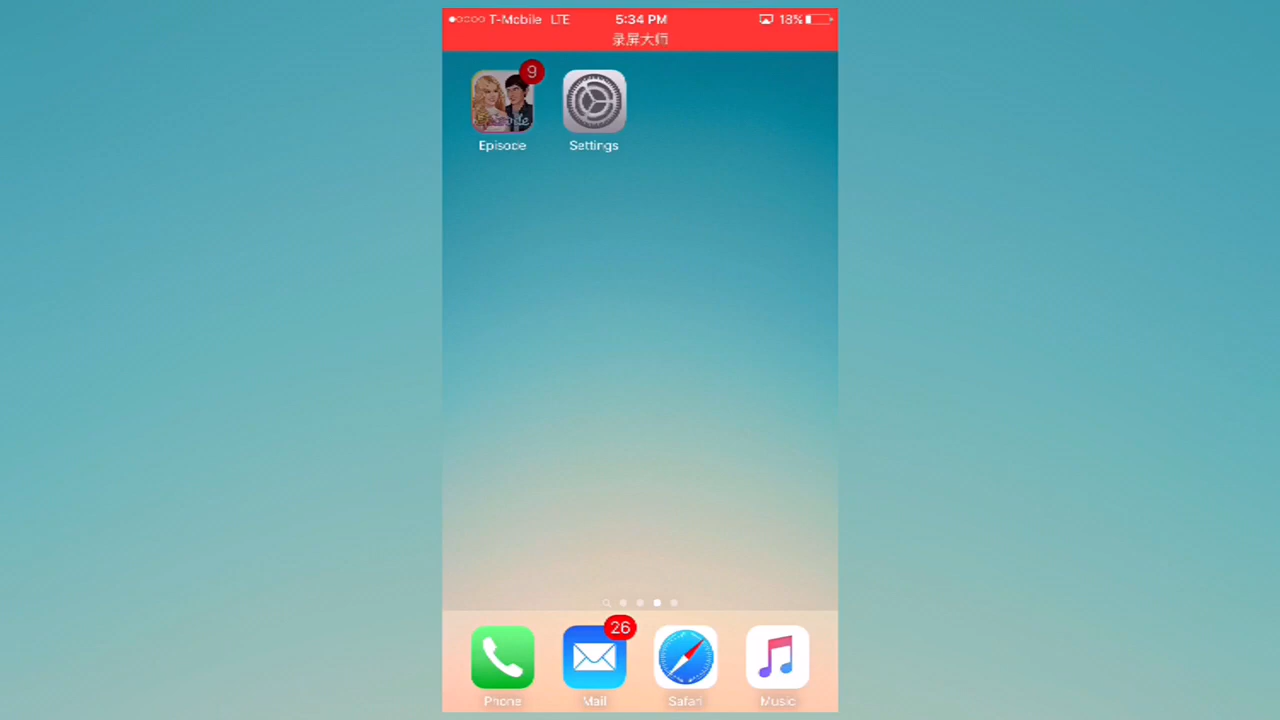 T-Mobile LTE 5:34 PM 18%
录屏大师
9
Episode Settings
26
Phone Mail Safari Music